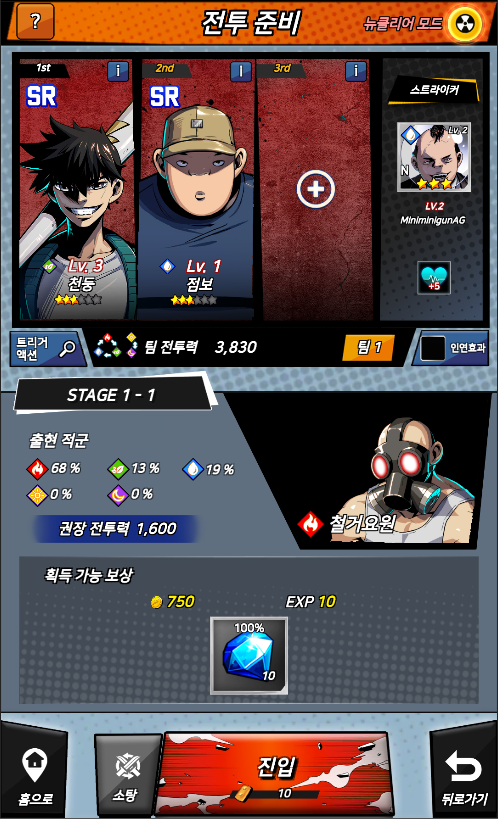 ?
전투 준비
뉴클리어 모드
1st
i
2nd
i
3rd
i
스트라이커
SR
SR
Lv. 2
N
LV.2
MiniminigunAG
Lv. 3
천둥
Lv. 1
점보
+5
트리거
액션
팀 전투력 3,830
팀 1
인연효과
STAGE 1 - 1
출현 적군
68 %
13 %
19 %
0 %
0 %
권장 전투력 1,600
철거요원
획득 가능 보상
750
EXP 10
100%
10
홈으로
소탕
진입
10
뒤로가기